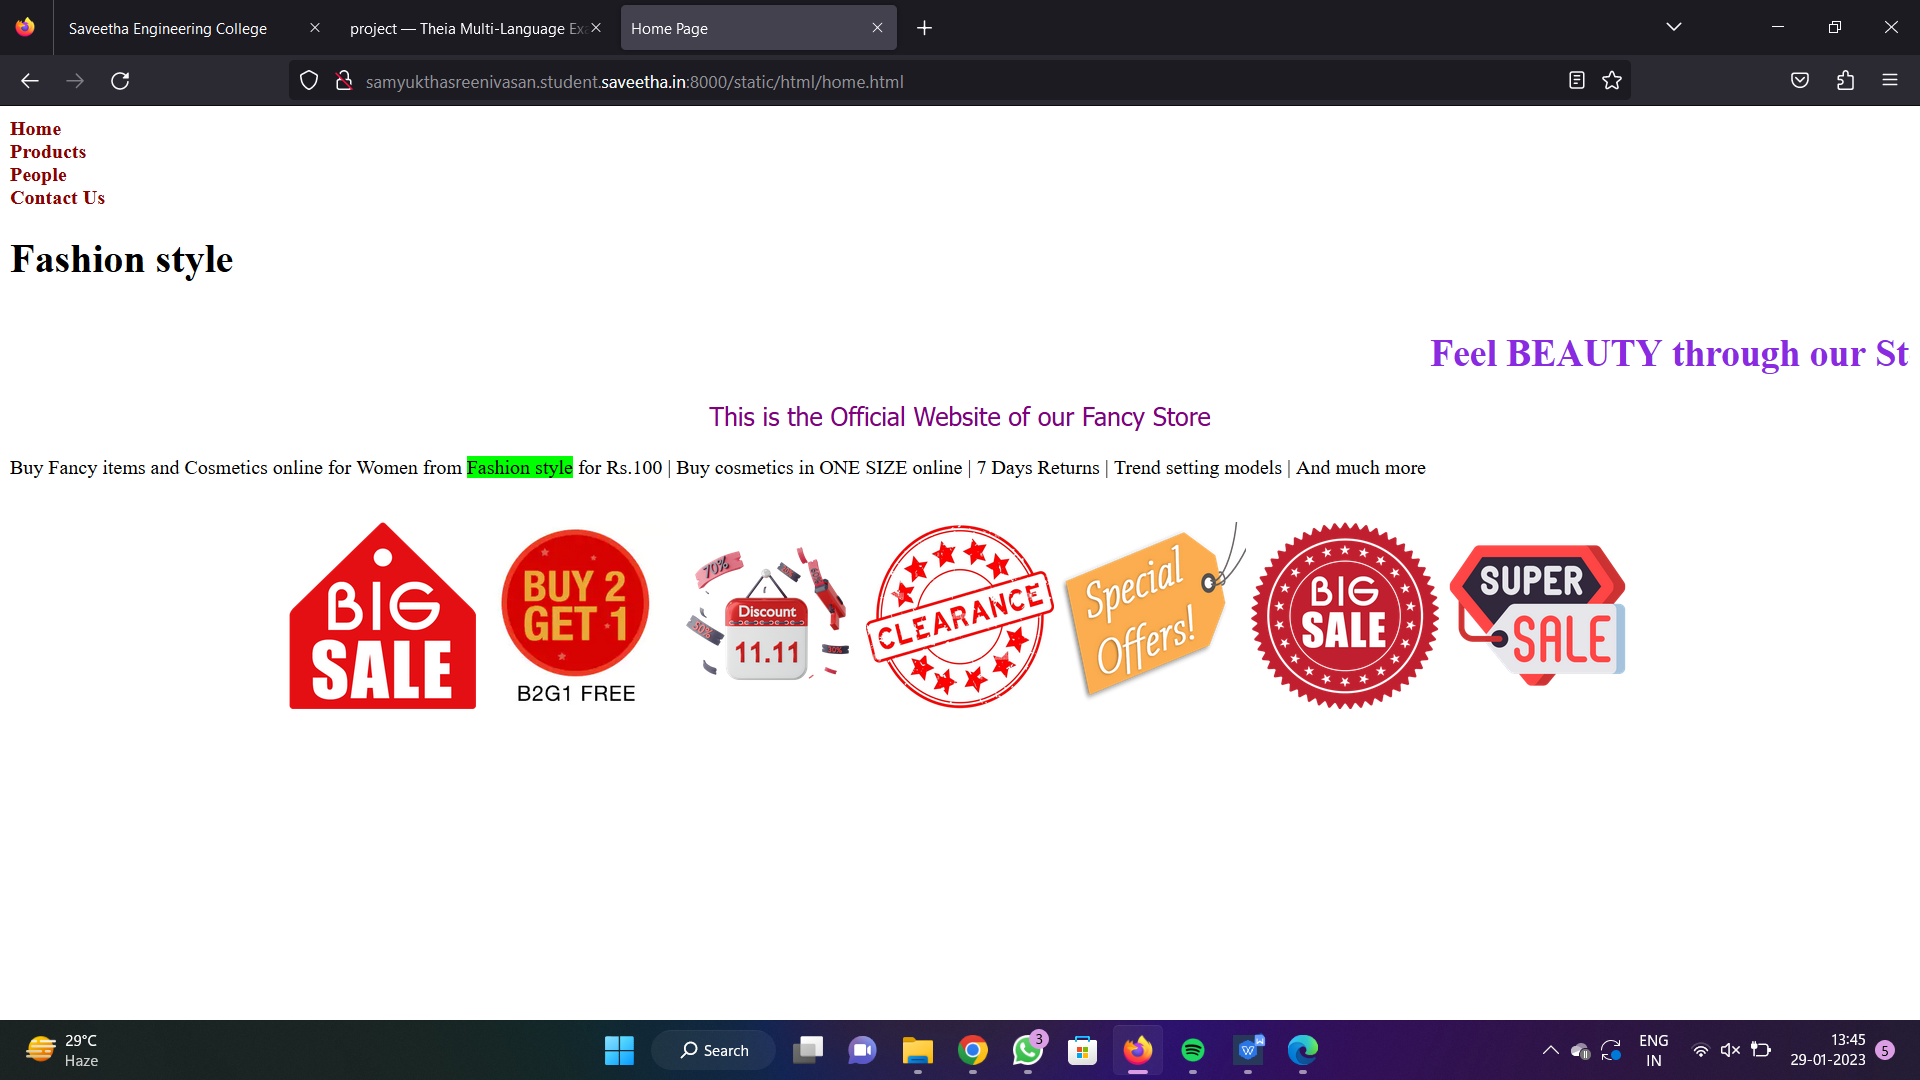 Saveetha Engineering College
project — Theia Multi-Language Exa
Home Page
samyukthasreenivasan.student.saveetha.in:8000/static/html/home.html
Home
Products
People
Contact Us
Fashion style
Feel BEAUTY through our St
This is the Official Website of our Fancy Store
Buy Fancy items and Cosmetics online for Women from Fashion style for Rs.100 | Buy cosmetics in ONE SIZE online | 7 Days Returns | Trend setting models | And much more
BIG
SALE
BUY 2
GET 1
B2G1 FREE
70%
50%
Discount
11.11
CLEARANCE
Special
Offers!
BIG
SALE
SUPER
SALE
29°C
Haze
Search
3
ENG
IN
13:45
29-01-2023
5